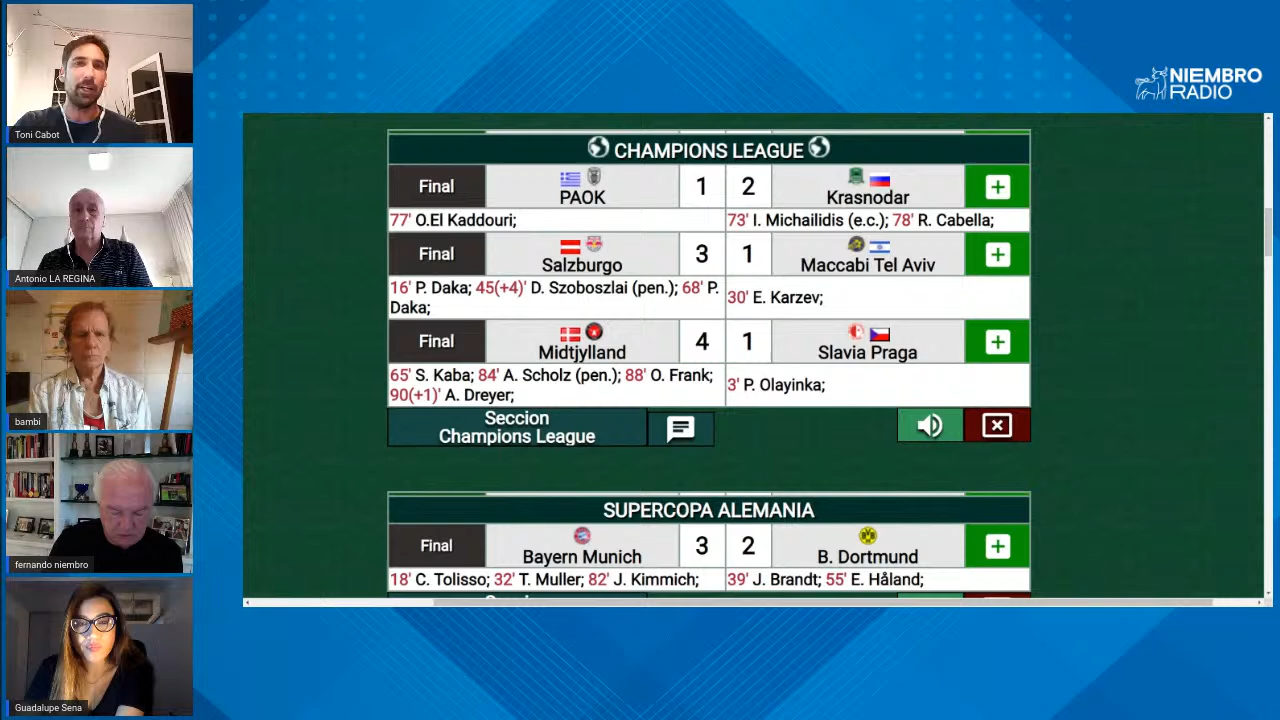 Toni Cabot
Antonio LA REGINA
bambi
fernando niembro
Guadalupe Sena
NIEMBRO
RADIO
CHAMPIONS LEAGUE
Final PAOK 1 2 Krasnodar
77' O.El Kaddouri; 73' I. Michailidis (e.c.); 78' R. Cabella;
Final Salzburgo 3 1 Maccabi Tel Aviv
16' P. Daka; 45(+4)' D. Szoboszlai (pen.); 68' P.
Daka;
30' E. Karzev;
Final Midtjylland 4 1 Slavia Praga
65' S. Kaba; 84' A. Scholz (pen.); 88' O. Frank;
90(+1)' A. Dreyer;
3' P. Olayinka;
Seccion
Champions League
SUPERCOPA ALEMANIA
Final Bayern Munich 3 2 B. Dortmund
18' C. Tolisso; 32' T. Muller; 82' J. Kimmich; 39' J. Brandt; 55' E. Håland;